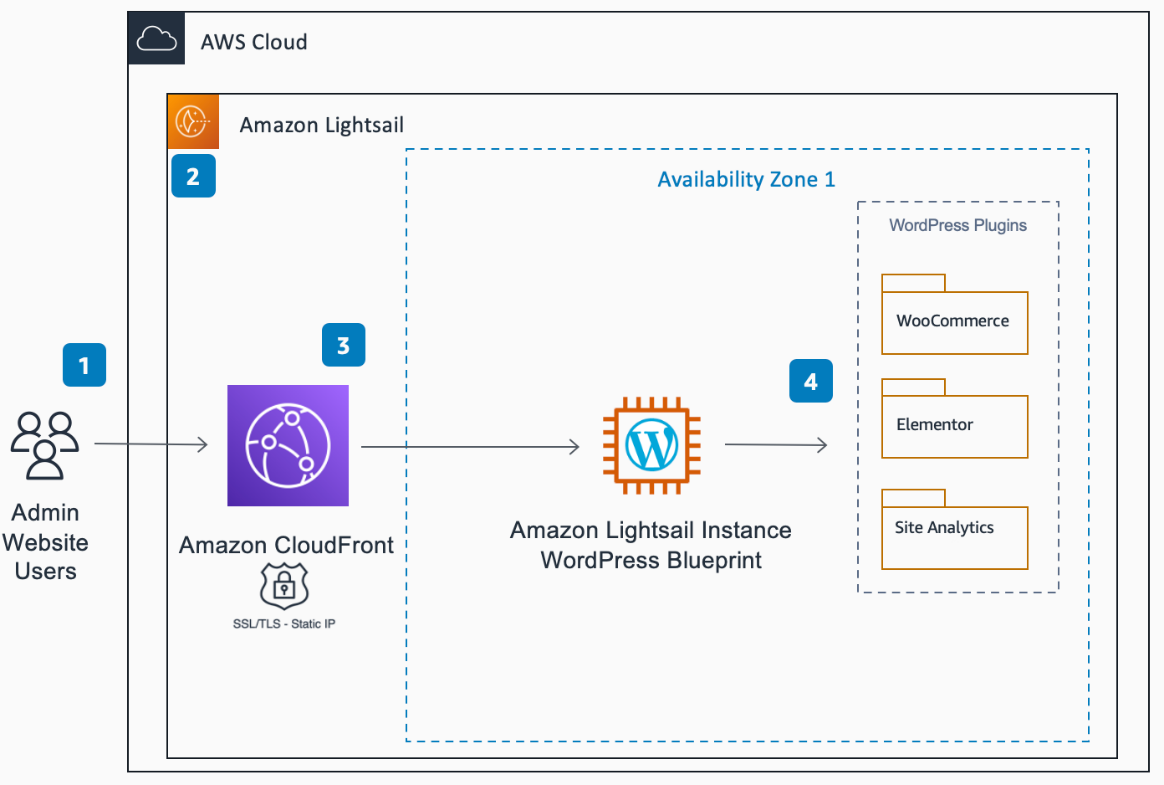 AWS Cloud
Amazon Lightsail
2
Availability Zone 1
WordPress Plugins
WooCommerce
3
1
4
Elementor
Admin
Website
Users
Amazon CloudFront
SSL/TLS - Static IP
Amazon Lightsail Instance
WordPress Blueprint
Site Analytics